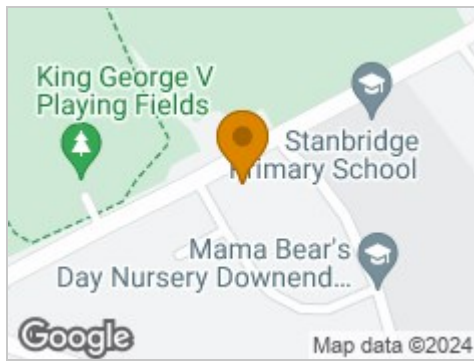 King George V
Playing Fields
Stanbridge
Primary School
Mama Bear's
Day Nursery Downend...
Google
Map data ©2024